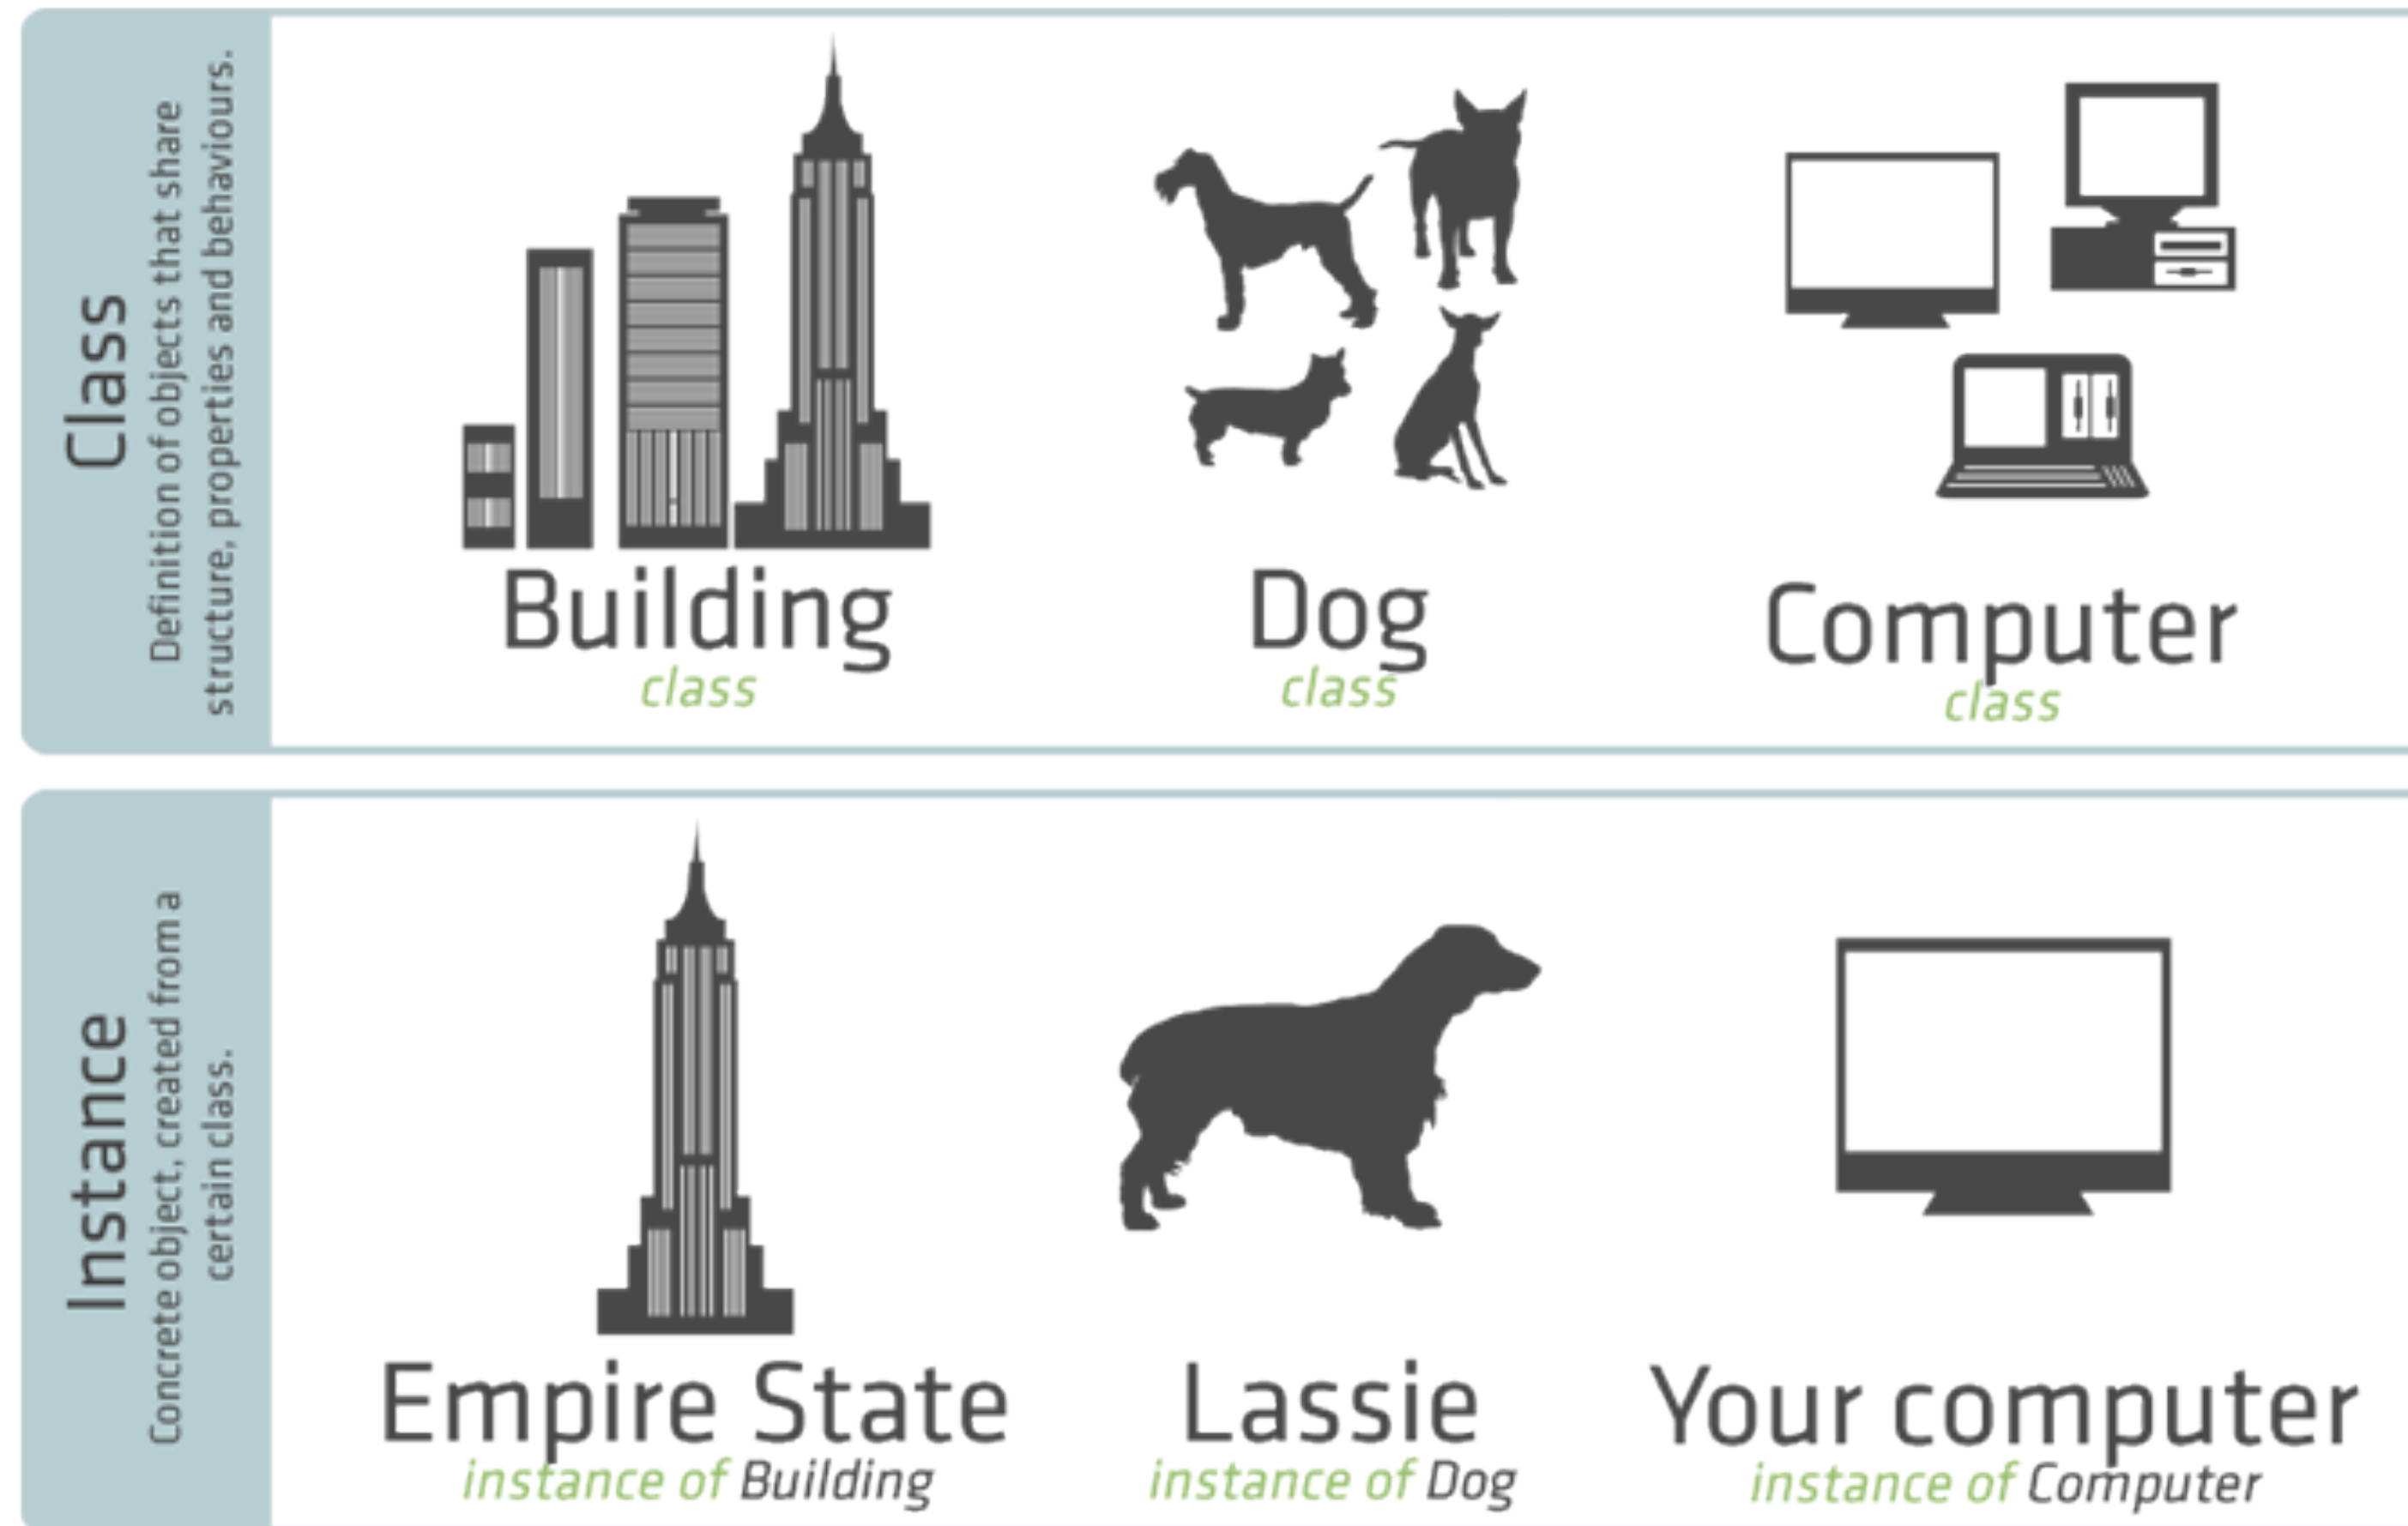 Class
Definition of objects that share
structure, properties and behaviours.
Building
class
Dog
class
Computer
class
Instance
Concrete object, created from a
certain class.
Empire State
instance of Building
Lassie
instance of Dog
Your computer
instance of Computer